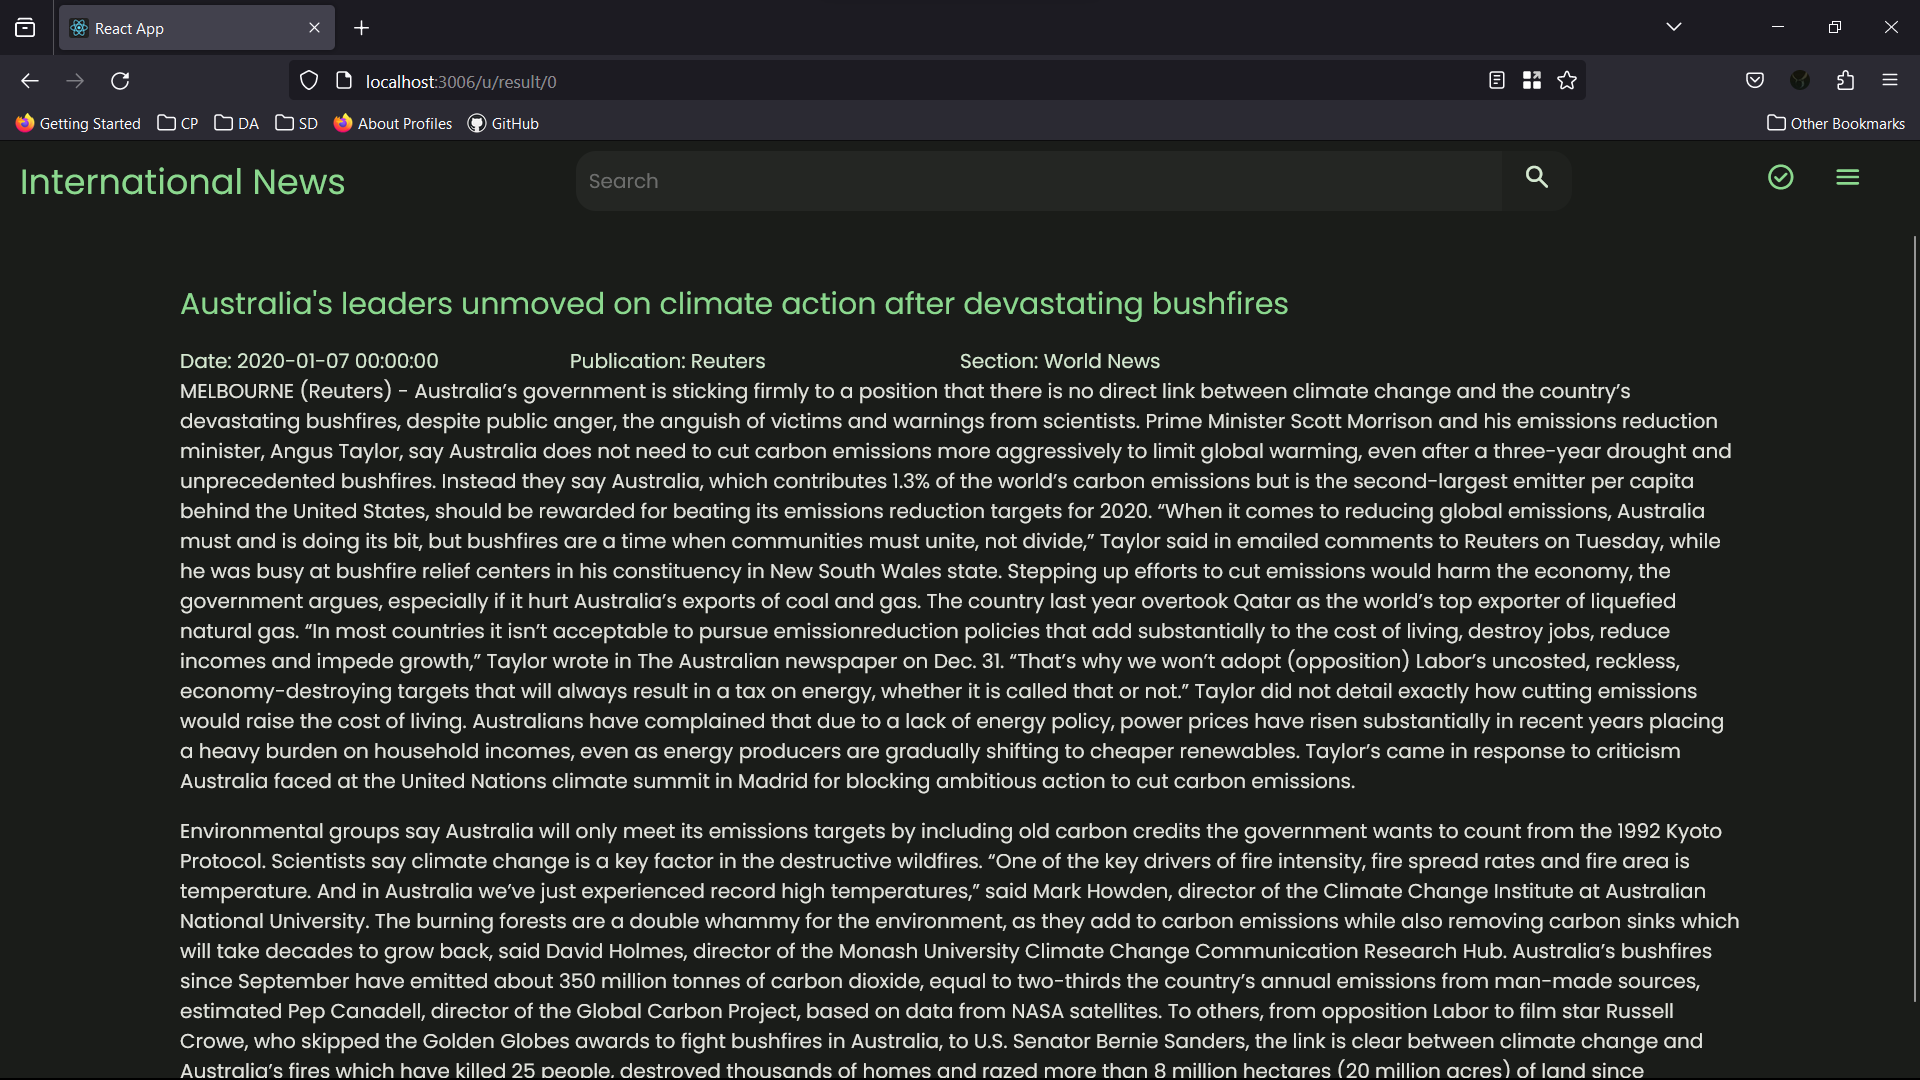 React App
localhost:3006/u/result/0
Getting Started
CP
DA
SD
About Profiles
GitHub
Other Bookmarks
International News
Search
Australia's leaders unmoved on climate action after devastating bushfires
Date: 2020-01-07 00:00:00
Publication: Reuters
Section: World News
MELBOURNE (Reuters) - Australia’s government is sticking firmly to a position that there is no direct link between climate change and the country’s
devastating bushfires, despite public anger, the anguish of victims and warnings from scientists. Prime Minister Scott Morrison and his emissions reduction
minister, Angus Taylor, say Australia does not need to cut carbon emissions more aggressively to limit global warming, even after a three-year drought and
unprecedented bushfires. Instead they say Australia, which contributes 1.3% of the world’s carbon emissions but is the second-largest emitter per capita
behind the United States, should be rewarded for beating its emissions reduction targets for 2020. “When it comes to reducing global emissions, Australia
must and is doing its bit, but bushfires are a time when communities must unite, not divide,” Taylor said in emailed comments to Reuters on Tuesday, while
he was busy at bushfire relief centers in his constituency in New South Wales state. Stepping up efforts to cut emissions would harm the economy, the
government argues, especially if it hurt Australia’s exports of coal and gas. The country last year overtook Qatar as the world’s top exporter of liquefied
natural gas. “In most countries it isn’t acceptable to pursue emissionreduction policies that add substantially to the cost of living, destroy jobs, reduce
incomes and impede growth,” Taylor wrote in The Australian newspaper on Dec. 31. “That’s why we won’t adopt (opposition) Labor’s uncosted, reckless,
economy-destroying targets that will always result in a tax on energy, whether it is called that or not.” Taylor did not detail exactly how cutting emissions
would raise the cost of living. Australians have complained that due to a lack of energy policy, power prices have risen substantially in recent years placing
a heavy burden on household incomes, even as energy producers are gradually shifting to cheaper renewables. Taylor’s came in response to criticism
Australia faced at the United Nations climate summit in Madrid for blocking ambitious action to cut carbon emissions.
Environmental groups say Australia will only meet its emissions targets by including old carbon credits the government wants to count from the 1992 Kyoto
Protocol. Scientists say climate change is a key factor in the destructive wildfires. “One of the key drivers of fire intensity, fire spread rates and fire area is
temperature. And in Australia we’ve just experienced record high temperatures,” said Mark Howden, director of the Climate Change Institute at Australian
National University. The burning forests are a double whammy for the environment, as they add to carbon emissions while also removing carbon sinks which
will take decades to grow back, said David Holmes, director of the Monash University Climate Change Communication Research Hub. Australia’s bushfires
since September have emitted about 350 million tonnes of carbon dioxide, equal to two-thirds the country’s annual emissions from man-made sources,
estimated Pep Canadell, director of the Global Carbon Project, based on data from NASA satellites. To others, from opposition Labor to film star Russell
Crowe, who skipped the Golden Globes awards to fight bushfires in Australia, to U.S. Senator Bernie Sanders, the link is clear between climate change and
Australia’s fires which have killed 25 people, destroyed thousands of homes and razed more than 8 million hectares (20 million acres) of land since